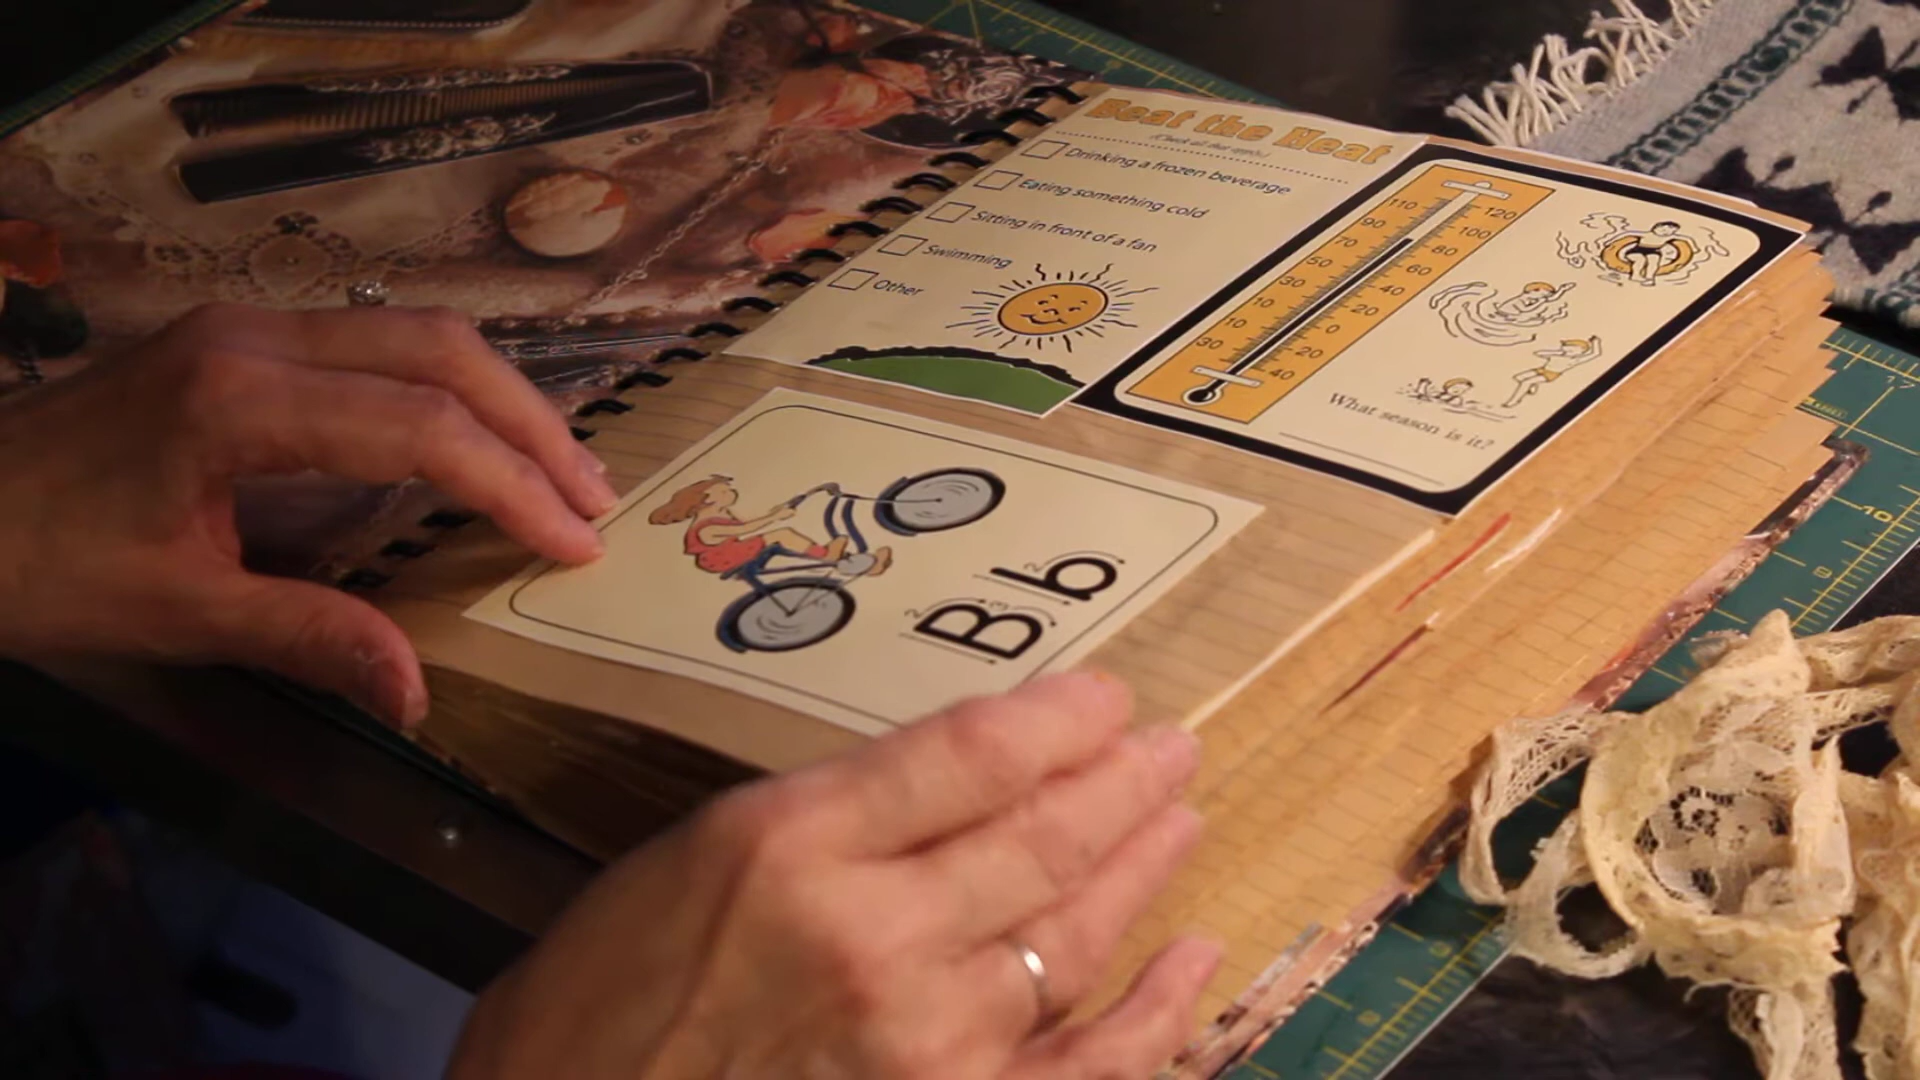 Beat the Heat
(Check all that apply.)
Drinking a frozen beverage
Eating something cold
Sitting in front of a fan
Swimming
Other
110 120
90 100
70 80
50 60
30 40
10 20
10 0
30 20
40
What season is it?
Bb